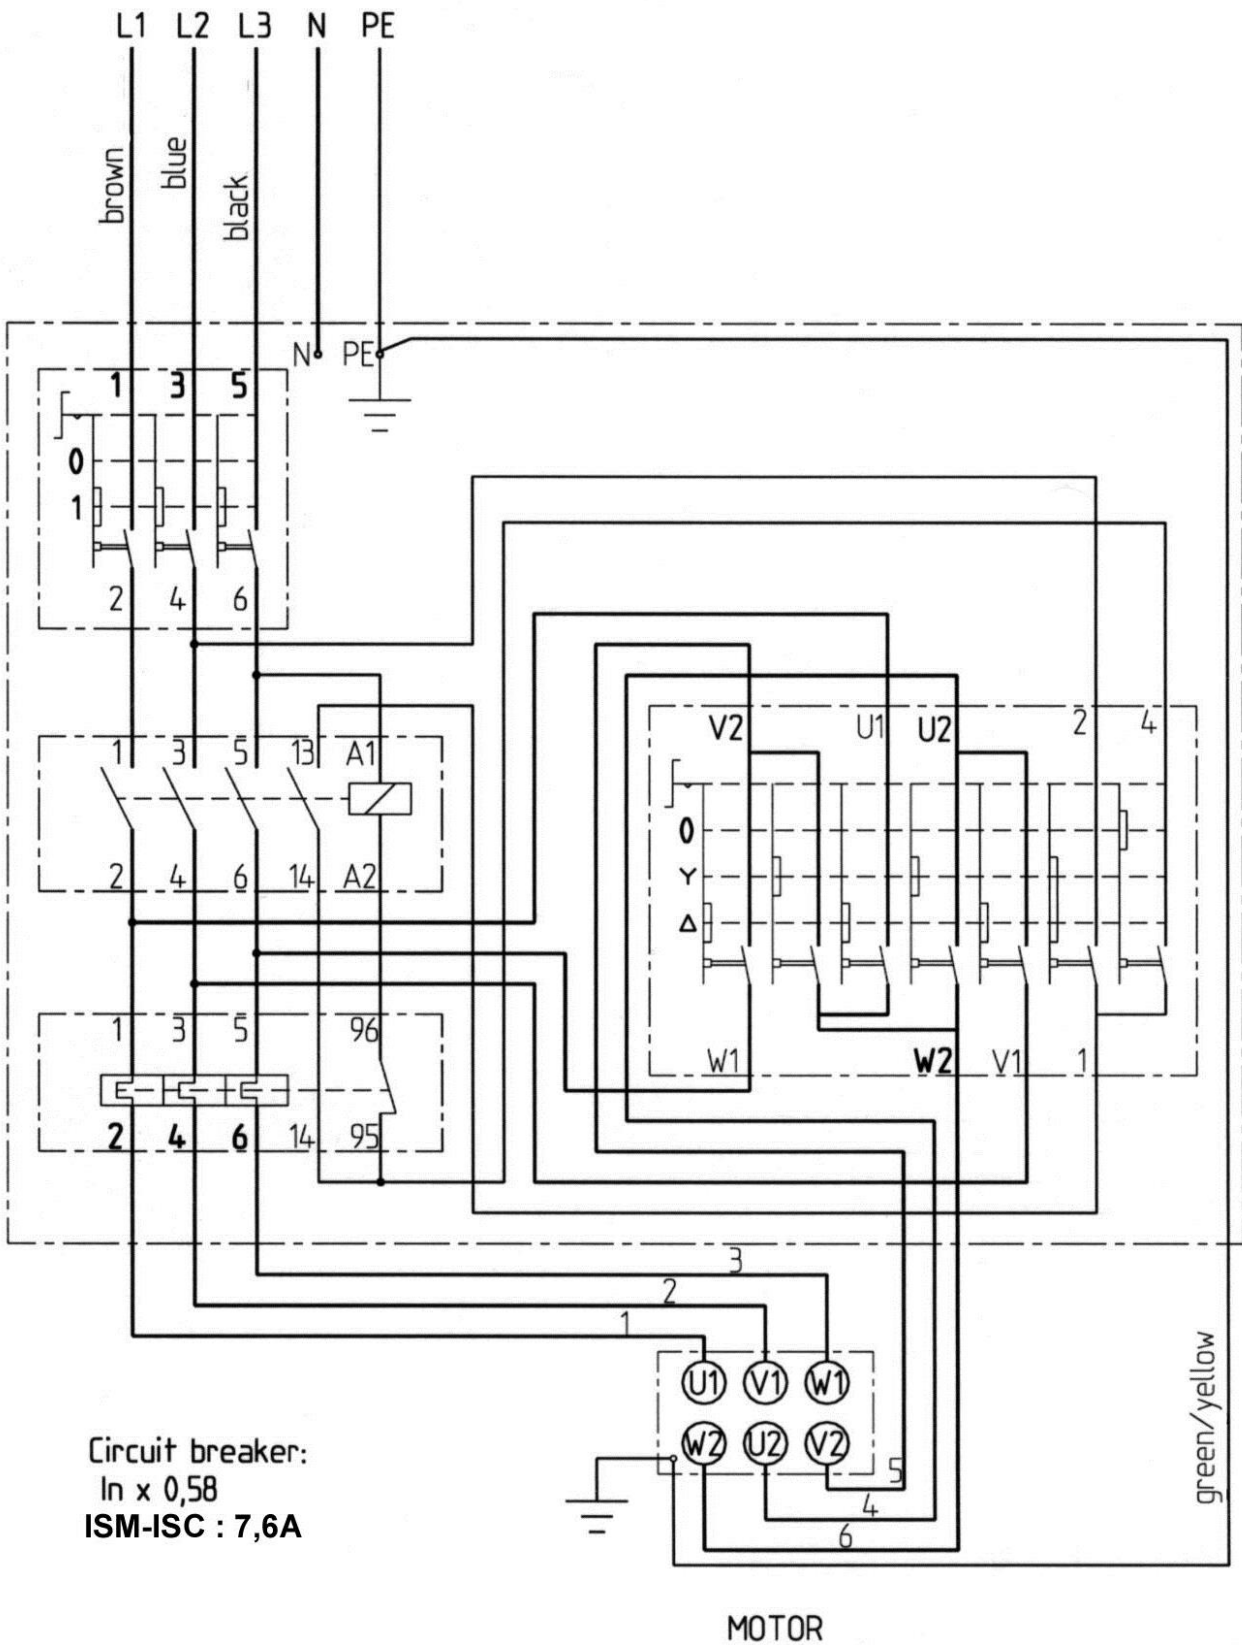 L1 L2 L3 N PE
brown
blue
black
N PE
1 3 5
0
1
2 4 6
V2 U1 U2 2 4
1 3 5 13 A1
0
Y
Δ
2 4 6 14 A2
1 3 5 96
W1 W2 V1 1
2 4 6 14 95
3
2
1
U1 V1 W1
W2 U2 V2
5
4
6
green/yellow
Circuit breaker:
In x 0,58
ISM-ISC : 7,6A
MOTOR